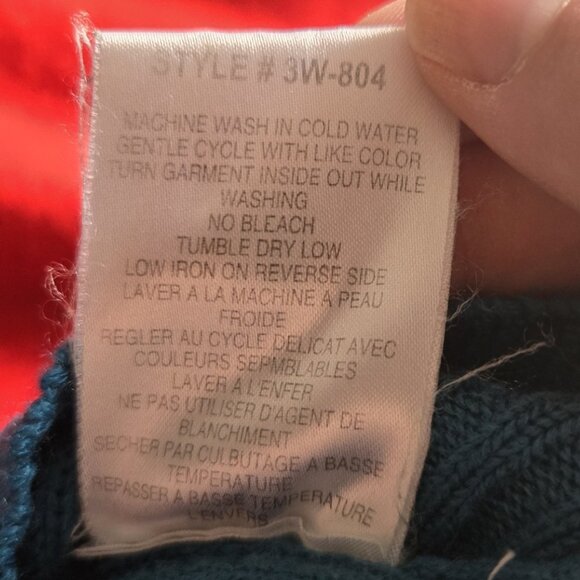 STYLE # 3W-804
MACHINE WASH IN COLD WATER
GENTLE CYCLE WITH LIKE COLOR
TURN GARMENT INSIDE OUT WHILE
WASHING
NO BLEACH
TUMBLE DRY LOW
LOW IRON ON REVERSE SIDE
LAVER A LA MACHINE A PEAU
FROIDE
REGLER AU CYCLE DELICAT AVEC
COULEURS SEPMBLABLES
LAVER A L'ENFER
NE PAS UTILISER D'AGENT DE
BLANCHIMENT
SECHER PAR CULBUTAGE A BASSE
TEMPERATURE
REPASSER A BASSE TEMPERATURE
L'ENVERS